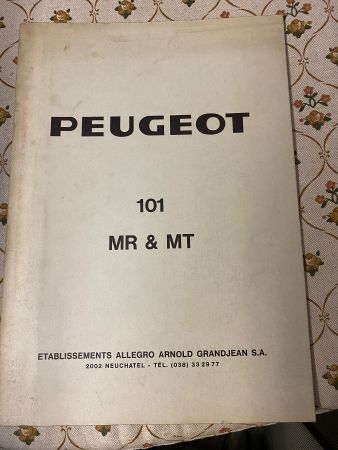 PEUGEOT
101
MR & MT
ETABLISSEMENTS ALLEGRO ARNOLD GRANDJEAN S.A.
2002 NEUCHATEL - TEL. (038) 33 29 77